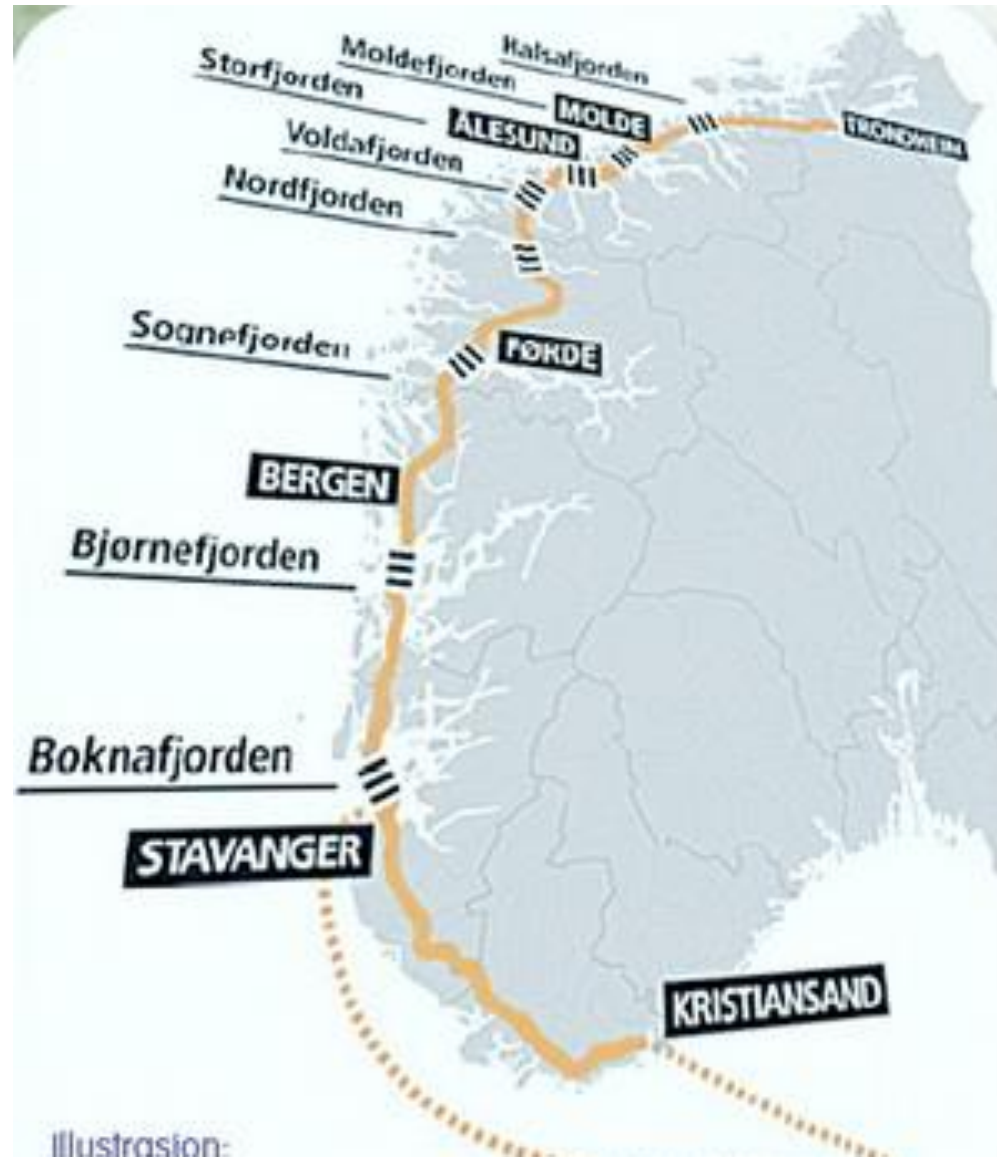 Halsafjorden
Moldefjorden
Storfjorden
MOLDE
ÅLESUND
TRONDHEIM
Voldafjorden
Nordfjorden
Sognefjorden
FØRDE
BERGEN
Bjørnefjorden
Boknafjorden
STAVANGER
KRISTIANSAND
Illustrasjon: